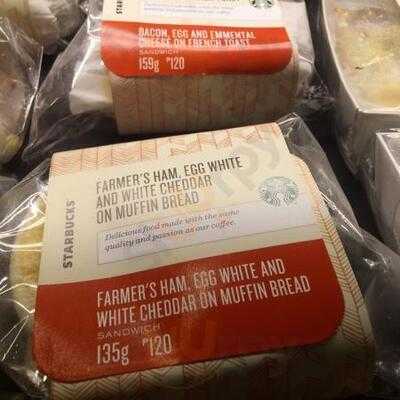 BACON, EGG AND EMMENTAL
CHEESE ON FRENCH TOAST
SANDWICH
159g ₱120
STARBUCKS
FARMER'S HAM, EGG WHITE
AND WHITE CHEDDAR
ON MUFFIN BREAD
Delicious food made with the same
quality and passion as our coffee.
FARMER'S HAM, EGG WHITE AND
WHITE CHEDDAR ON MUFFIN BREAD
SANDWICH
135g ₱120